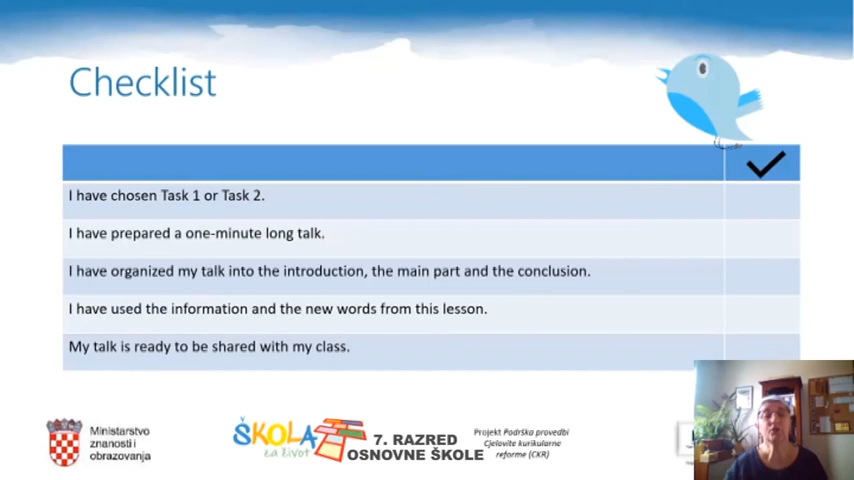 Checklist
I have chosen Task 1 or Task 2.
I have prepared a one-minute long talk.
I have organized my talk into the introduction, the main part and the conclusion.
I have used the information and the new words from this lesson.
My talk is ready to be shared with my class.
Ministarstvo
znanosti i
obrazovanja
ŠKOLA
za život
7. RAZRED
OSNOVNE ŠKOLE
Projekt Podrška provedbi
Cjelovite kurikularne
reforme (CKR)